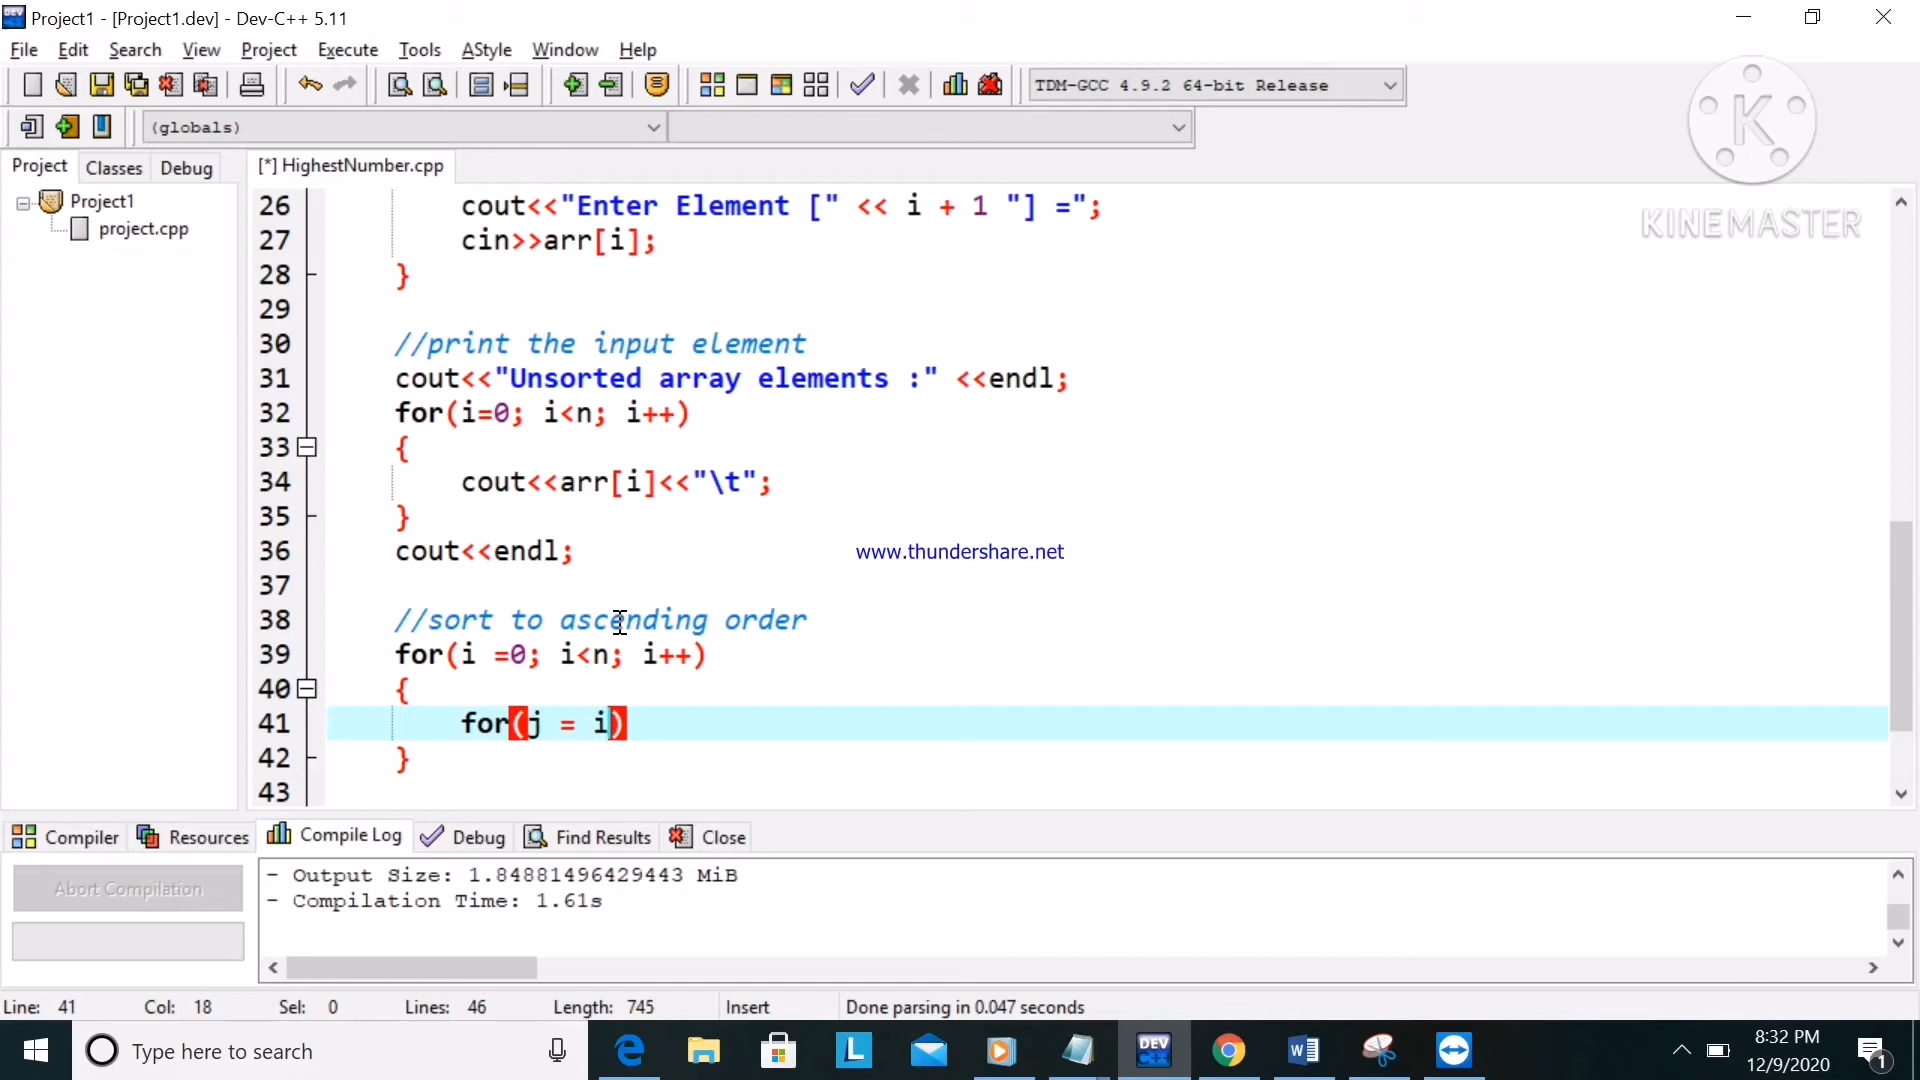 Project1 - [Project1.dev] - Dev-C++ 5.11
File Edit Search View Project Execute Tools AStyle Window Help
TDM-GCC 4.9.2 64-bit Release
(globals)
Project Classes Debug
[*] HighestNumber.cpp
Project1
project.cpp
K
KINEMASTER
26 cout<<"Enter Element [" << i + 1 "] =";
27 cin>>arr[i];
28 }
29
30 //print the input element
31 cout<<"Unsorted array elements :" <<endl;
32 for(i=0; i<n; i++)
33 {
34 cout<<arr[i]<<"\t";
35 }
36 cout<<endl;
www.thundershare.net
37
38 //sort to ascending order
39 for(i =0; i<n; i++)
40 {
41 for(j = i)
42 }
43
Compiler Resources Compile Log Debug Find Results Close
Abort Compilation
- Output Size: 1.84881496429443 MiB
- Compilation Time: 1.61s
Line: 41 Col: 18 Sel: 0 Lines: 46 Length: 745 Insert Done parsing in 0.047 seconds
Type here to search
L
DEV
W
8:32 PM
12/9/2020
1